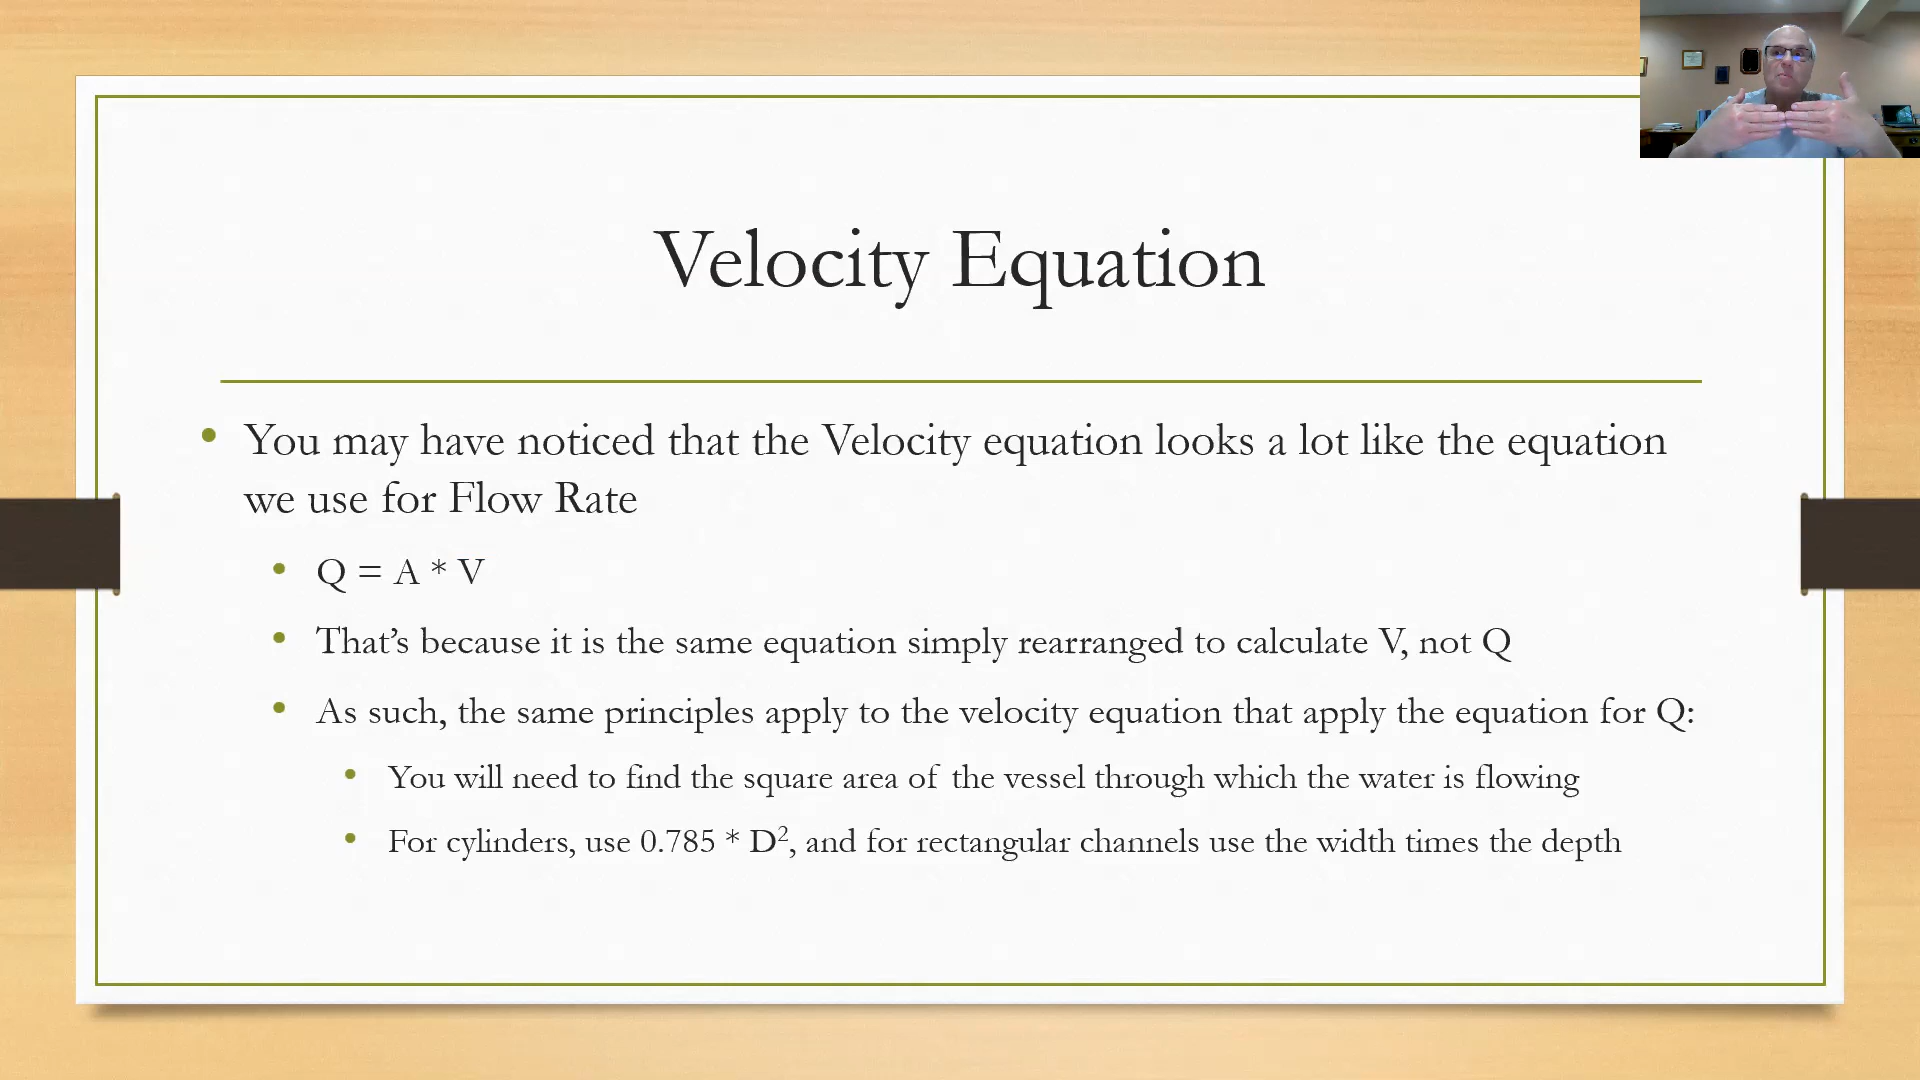 Velocity Equation
• You may have noticed that the Velocity equation looks a lot like the equation
we use for Flow Rate
• Q = A * V
• That’s because it is the same equation simply rearranged to calculate V, not Q
• As such, the same principles apply to the velocity equation that apply the equation for Q:
• You will need to find the square area of the vessel through which the water is flowing
• For cylinders, use 0.785 * D², and for rectangular channels use the width times the depth